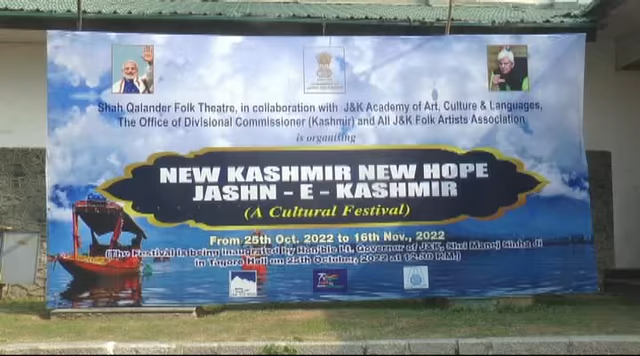 Shah Qalander Folk Theatre, in collaboration with J&K Academy of Art, Culture & Languages,
The Office of Divisional Commissioner (Kashmir) and All J&K Folk Artists Association
is organising
NEW KASHMIR NEW HOPE
JASHN - E - KASHMIR
(A Cultural Festival)
From 25th Oct. 2022 to 16th Nov., 2022
(The Festival is being inaugrated by Hon'ble Lt. Governor of J&K, Shri Manoj Sinha ji
in Tagore Hall on 25th October, 2022 at 12:30 P.M.)